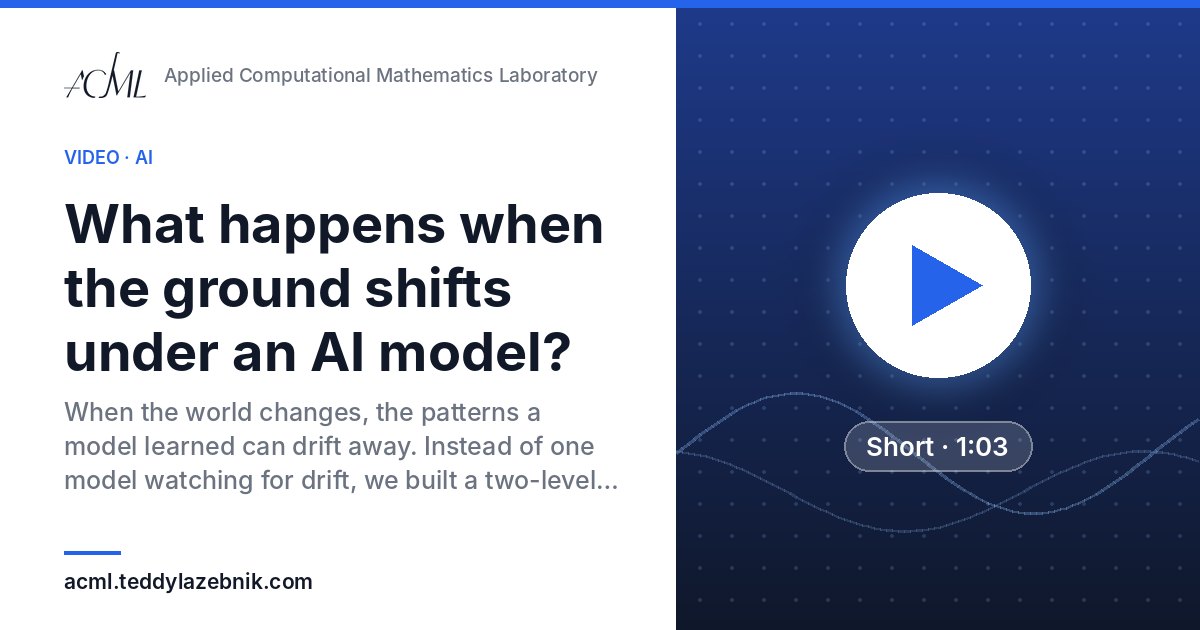 ACML
Applied Computational Mathematics Laboratory
VIDEO · AI
What happens when
the ground shifts
under an AI model?
When the world changes, the patterns a
model learned can drift away. Instead of one
model watching for drift, we built a two-level...
Short · 1:03
acml.teddylazebnik.com